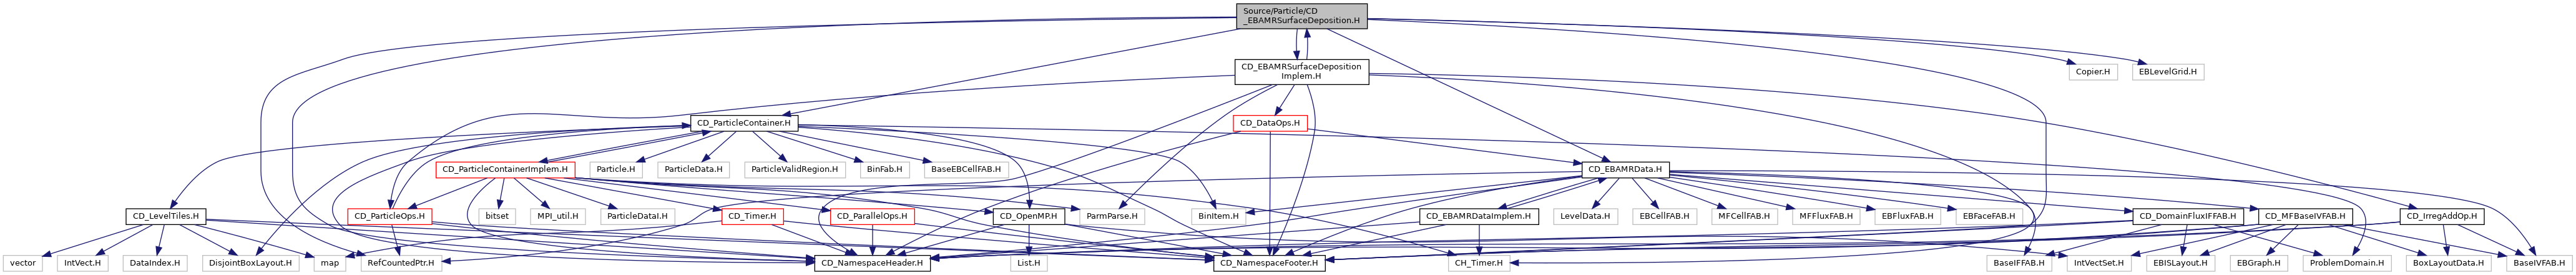 Source/Particle/CD
_EBAMRSurfaceDeposition.H
CD_EBAMRSurfaceDeposition
Implem.H
Copier.H
EBLevelGrid.H
CD_ParticleContainer.H
CD_DataOps.H
CD_ParticleContainerImplem.H
Particle.H
ParticleData.H
ParticleValidRegion.H
BinFab.H
BaseEBCellFAB.H
CD_EBAMRData.H
CD_LevelTiles.H
CD_ParticleOps.H
bitset
MPI_util.H
ParticleDataI.H
CD_Timer.H
CD_ParallelOps.H
CD_OpenMP.H
ParmParse.H
BinItem.H
CD_EBAMRDataImplem.H
LevelData.H
EBCellFAB.H
MFCellFAB.H
MFFluxFAB.H
EBFluxFAB.H
EBFaceFAB.H
CD_DomainFluxIFFAB.H
CD_MFBaseIVFAB.H
CD_IrregAddOp.H
vector
IntVect.H
DataIndex.H
DisjointBoxLayout.H
map
RefCountedPtr.H
CD_NamespaceHeader.H
List.H
CD_NamespaceFooter.H
CH_Timer.H
BaseIFFAB.H
IntVectSet.H
EBISLayout.H
EBGraph.H
ProblemDomain.H
BoxLayoutData.H
BaseIVFAB.H